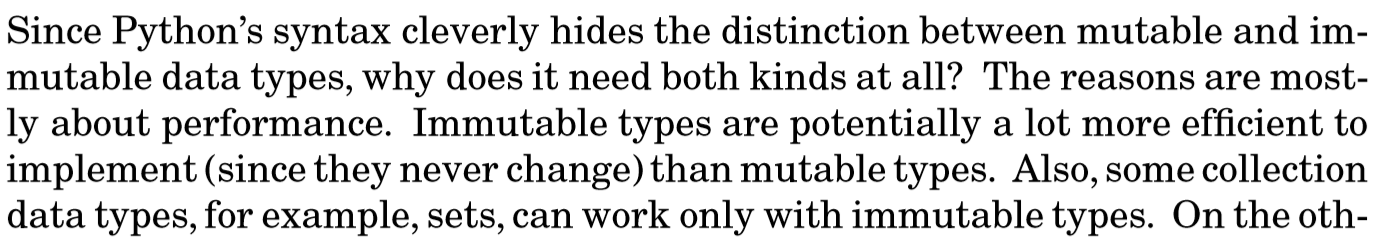 Since Python’s syntax cleverly hides the distinction between mutable and im-
mutable data types, why does it need both kinds at all? The reasons are most-
ly about performance. Immutable types are potentially a lot more efficient to
implement (since they never change) than mutable types. Also, some collection
data types, for example, sets, can work only with immutable types. On the oth-